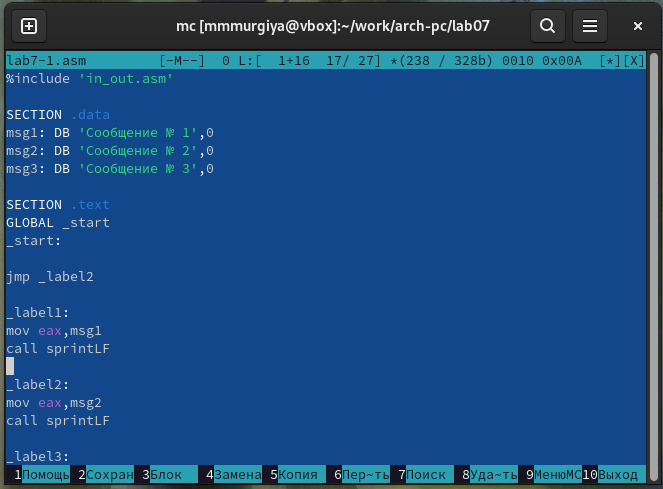 mc [mmmurgiya@vbox]:~/work/arch-pc/lab07
lab7-1.asm [-M--] 0 L:[ 1+16 17/ 27] *(238 / 328b) 0010 0x00A [*][X]
%include 'in_out.asm'
SECTION .data
msg1: DB 'Сообщение № 1',0
msg2: DB 'Сообщение № 2',0
msg3: DB 'Сообщение № 3',0
SECTION .text
GLOBAL _start
_start:
jmp _label2
_label1:
mov eax,msg1
call sprintLF
_label2:
mov eax,msg2
call sprintLF
_label3:
1Помощь 2Сохран 3Блок 4Замена 5Копия 6Пер~ть 7Поиск 8Уда~ть 9МенюMC 10Выход